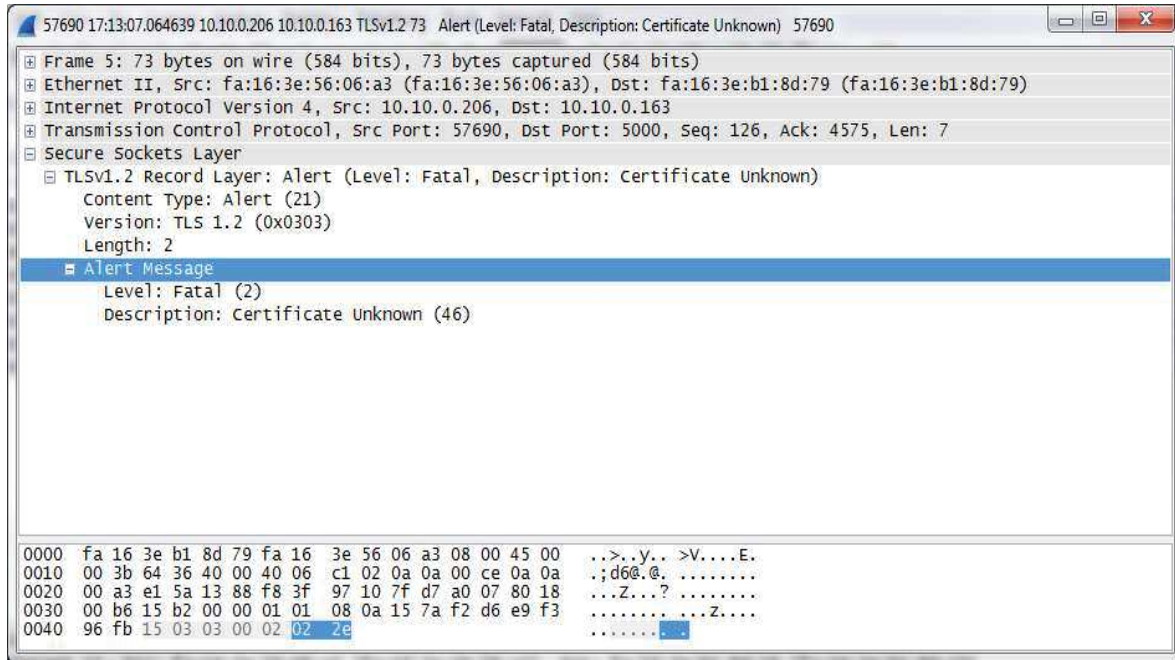 57690 17:13:07.064639 10.10.0.206 10.10.0.163 TLSv1.2 73 Alert (Level: Fatal, Description: Certificate Unknown) 57690
Frame 5: 73 bytes on wire (584 bits), 73 bytes captured (584 bits)
Ethernet II, Src: fa:16:3e:56:06:a3 (fa:16:3e:56:06:a3), Dst: fa:16:3e:b1:8d:79 (fa:16:3e:b1:8d:79)
Internet Protocol Version 4, Src: 10.10.0.206, Dst: 10.10.0.163
Transmission Control Protocol, Src Port: 57690, Dst Port: 5000, Seq: 126, Ack: 4575, Len: 7
Secure Sockets Layer
TLSv1.2 Record Layer: Alert (Level: Fatal, Description: Certificate Unknown)
Content Type: Alert (21)
Version: TLS 1.2 (0x0303)
Length: 2
Alert Message
Level: Fatal (2)
Description: Certificate Unknown (46)
0000 fa 16 3e b1 8d 79 fa 16 3e 56 06 a3 08 00 45 00 ..>..y.. >V....E.
0010 00 3b 64 36 40 00 40 06 c1 02 0a 0a 00 ce 0a 0a .;d6@.@. ........
0020 00 a3 e1 5a 13 88 f8 3f 97 10 7f d7 a0 07 80 18 ...Z...? ........
0030 00 b6 15 b2 00 00 01 01 08 0a 15 7a f2 d6 e9 f3 ........ ...z....
0040 96 fb 15 03 03 00 02 02 2e ....... .